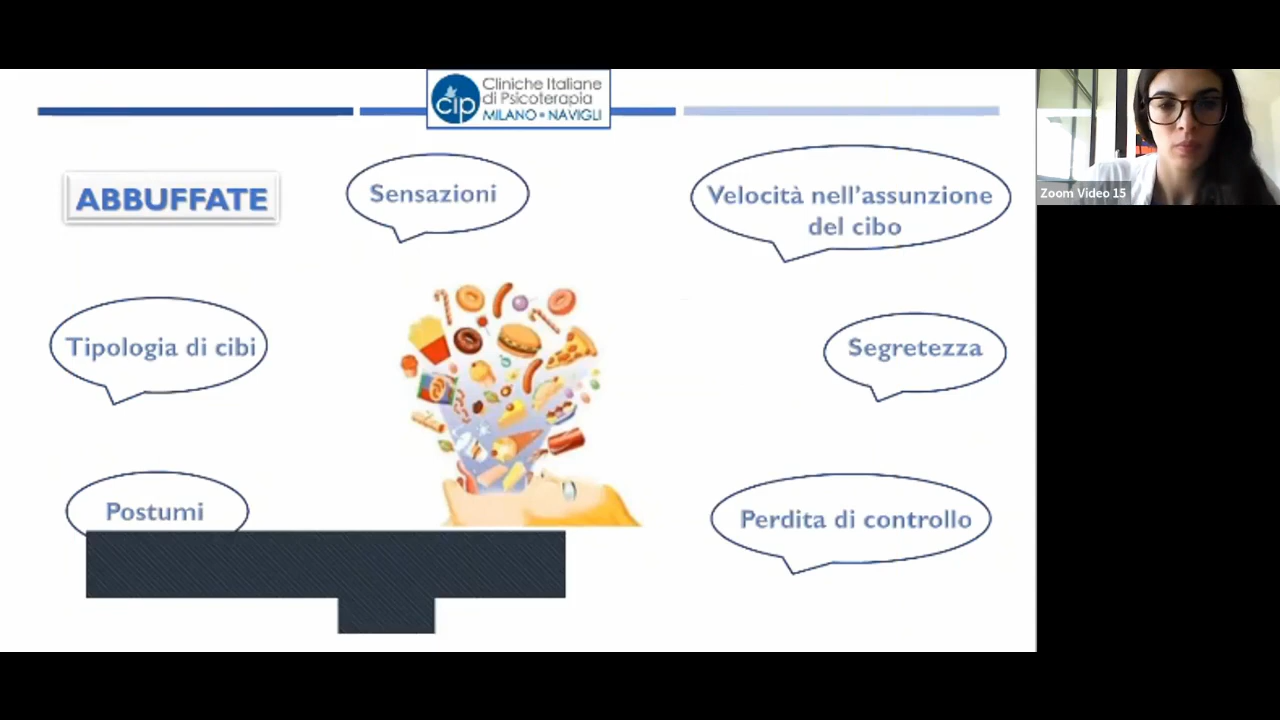 Cliniche Italiane
di Psicoterapia
cip
MILANO • NAVIGLI
ABBUFFATE
Sensazioni
Velocità nell'assunzione
del cibo
Zoom Video 15
Tipologia di cibi
Segretezza
Postumi
Perdita di controllo